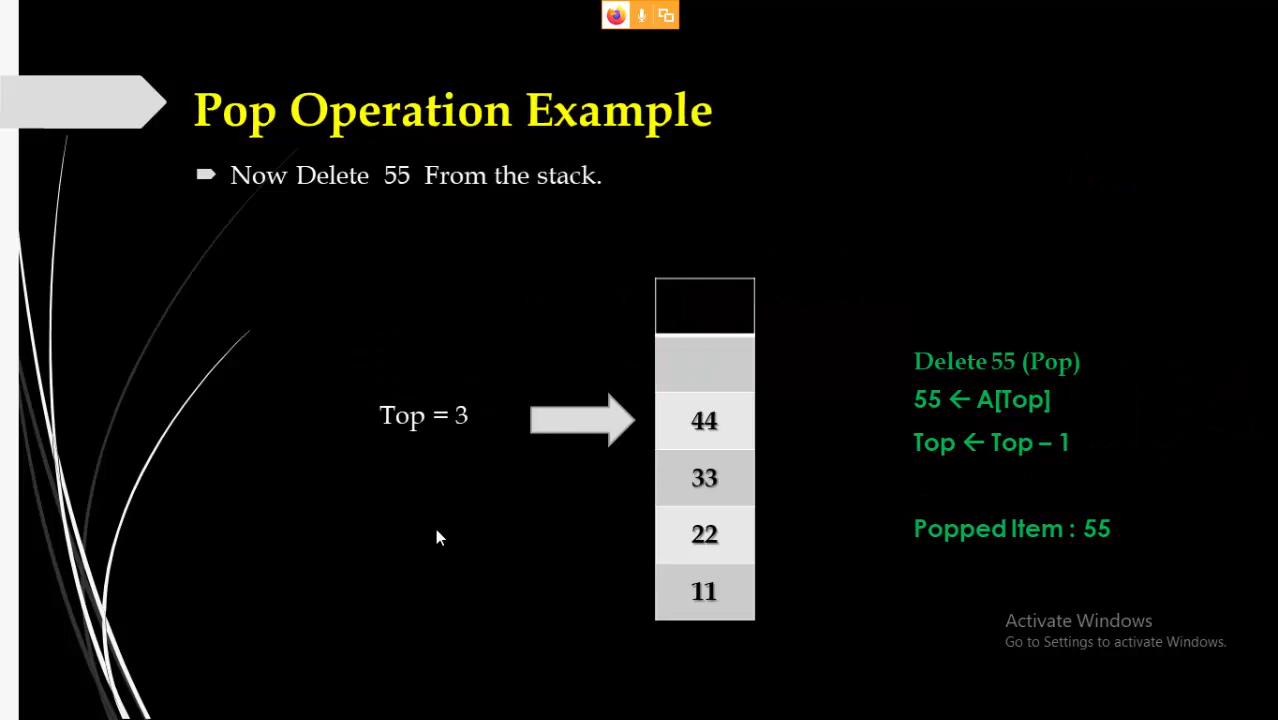 Pop Operation Example
Now Delete 55 From the stack.
Top = 3
44
33
22
11
Delete 55 (Pop)
55 ← A[Top]
Top ← Top – 1
Popped Item : 55
Activate Windows
Go to Settings to activate Windows.